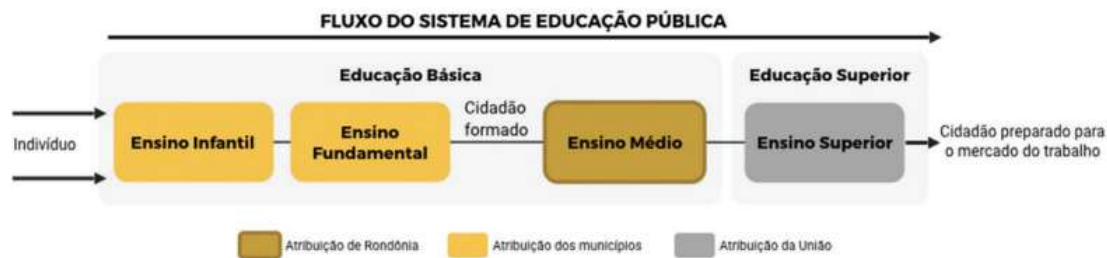 FLUXO DO SISTEMA DE EDUCAÇÃO PÚBLICA
Educação Básica
Educação Superior
Indivíduo
Ensino Infantil
Ensino
Fundamental
Cidadão
formado
Ensino Médio
Ensino Superior
Cidadão preparado para
o mercado do trabalho
Atribuição de Rondônia
Atribuição dos municípios
Atribuição da União